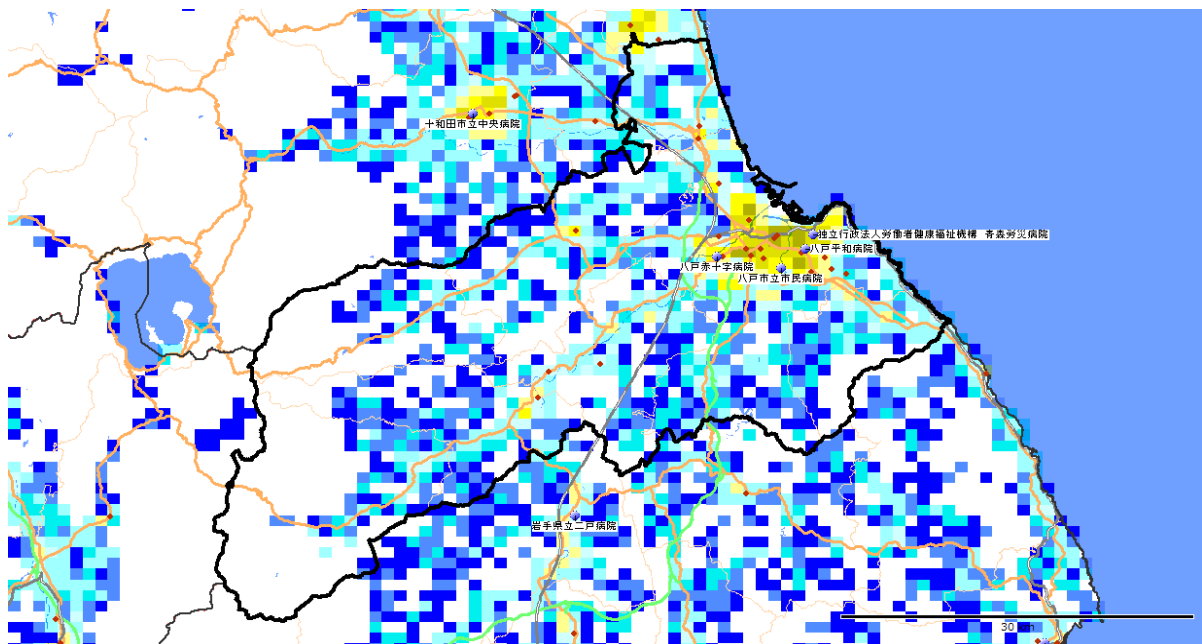 十和田市立中央病院
独立行政法人労働者健康福祉機構 青森労災病院
八戸平和病院
八戸赤十字病院
八戸市立市民病院
岩手県立二戸病院
30 km